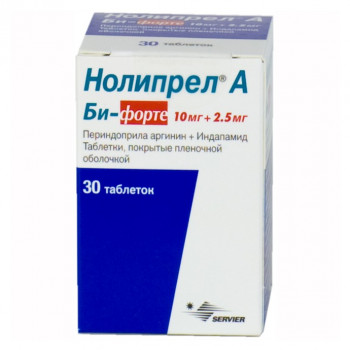 30 таблеток
Нолипрел® А
Би-форте 10мг + 2.5мг
Периндоприла аргинин + Индапамид
Таблетки, покрытые пленочной
оболочкой
30 таблеток
SERVIER